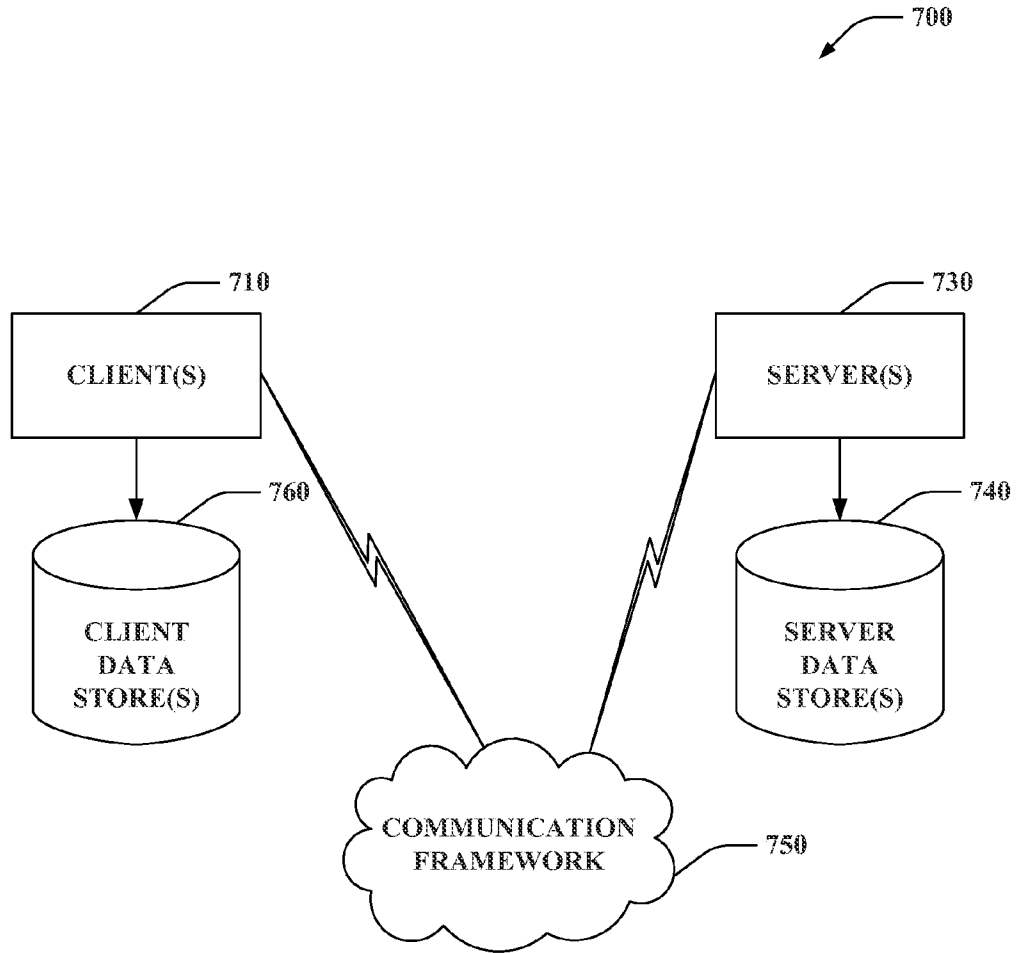 700
710
730
CLIENT(S)
SERVER(S)
760
740
CLIENT
DATA
STORE(S)
SERVER
DATA
STORE(S)
COMMUNICATION
FRAMEWORK
750